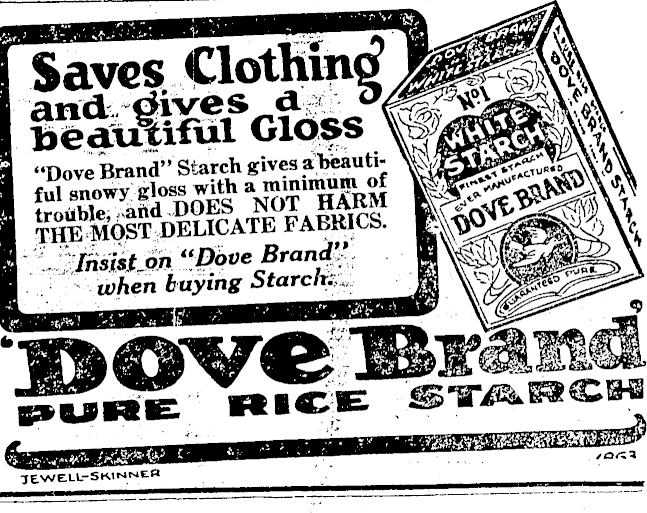 Saves Clothing
and gives a
beautiful Gloss
"Dove Brand" Starch gives a beauti-
ful snowy gloss with a minimum of
trouble, and DOES NOT HARM
THE MOST DELICATE FABRICS.
Insist on "Dove Brand"
when buying Starch.
DOVE BRAND
WHITE STARCH
No 1
WHITE
STARCH
FINEST STARCH
EVER MANUFACTURED
DOVE BRAND
GUARANTEED PURE
DOVE BRAND STARCH
'Dove Brand'
PURE RICE STARCH
JEWELL-SKINNER
1863